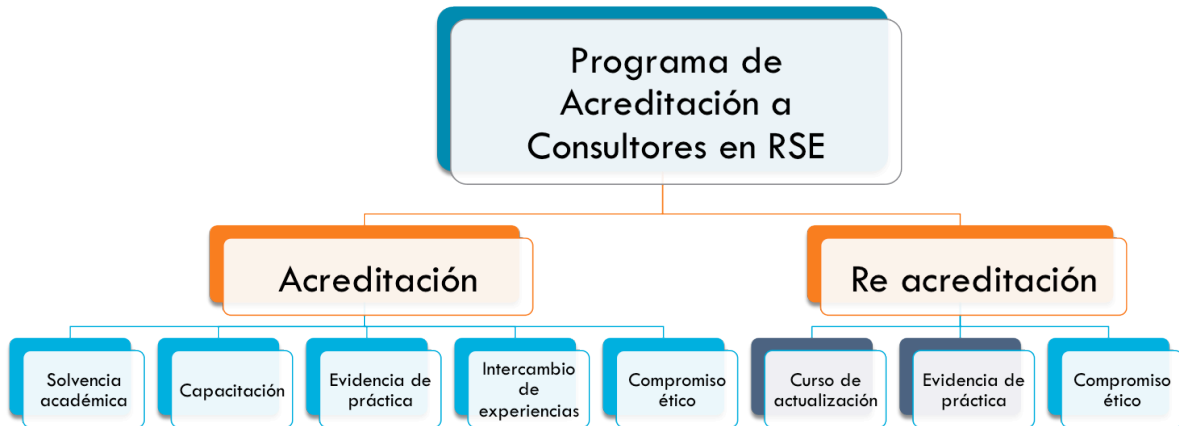 Programa de
Acreditación a
Consultores en RSE
Acreditación
Re acreditación
Solvencia
académica
Capacitación
Evidencia de
práctica
Intercambio
de
experiencias
Compromiso
ético
Curso de
actualización
Evidencia de
práctica
Compromiso
ético